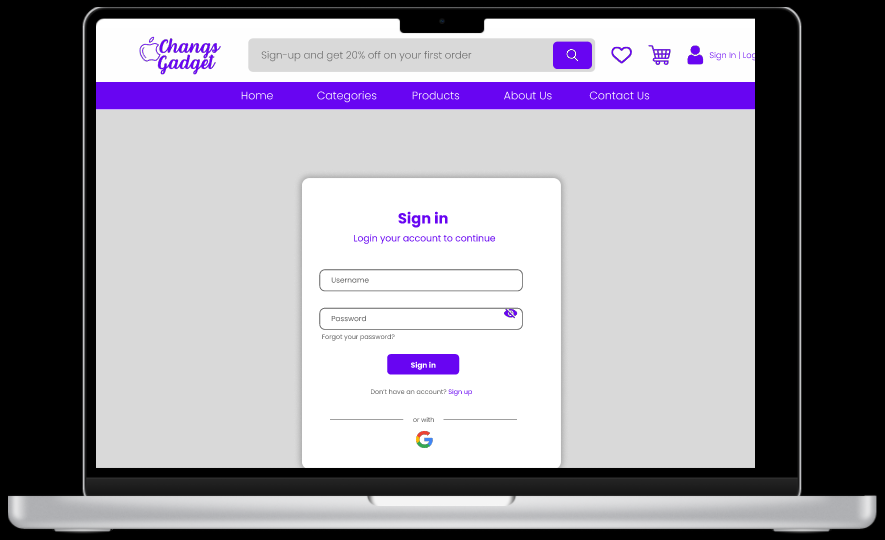 Changs
Gadget
Sign-up and get 20% off on your first order
Sign In | Log
Home Categories Products About Us Contact Us
Sign in
Login your account to continue
Username
Password
Forgot your password?
Sign in
Don't have an account? Sign up
or with